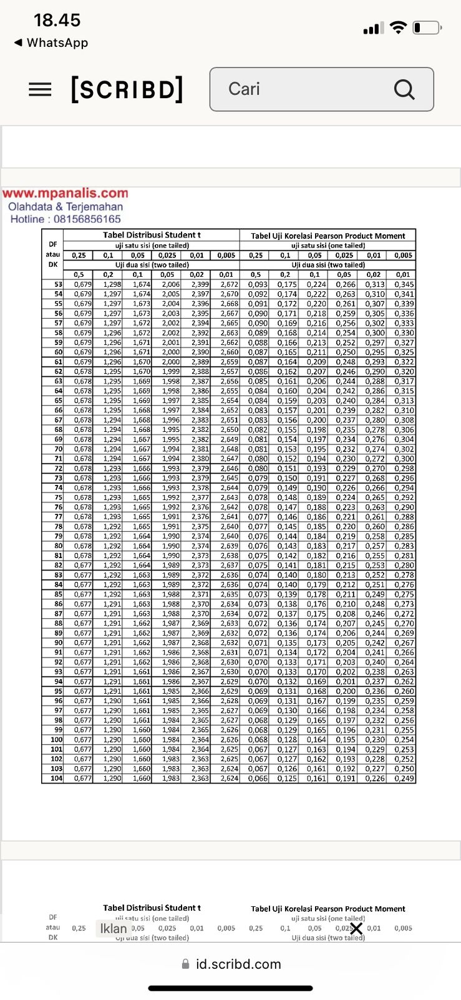 18.45
◀ WhatsApp
[SCRIBD]
Cari
www.mpanalis.com
Olahdata & Terjemahan
Hotline : 08156856165
Tabel Distribusi Student t Tabel Uji Korelasi Pearson Product Moment
DF uji satu sisi (one tailed) uji satu sisi (one tailed)
atau 0,25 0,1 0,05 0,025 0,01 0,005 0,25 0,1 0,05 0,025 0,01 0,005
DK Uji dua sisi (two tailed) Uji dua sisi (two tailed)
0,5 0,2 0,1 0,05 0,02 0,01 0,5 0,2 0,1 0,05 0,02 0,01
53 0,679 1,298 1,674 2,006 2,399 2,672 0,093 0,175 0,224 0,266 0,313 0,345
54 0,679 1,297 1,674 2,005 2,397 2,670 0,092 0,174 0,222 0,263 0,310 0,341
55 0,679 1,297 1,673 2,004 2,396 2,668 0,091 0,172 0,220 0,261 0,307 0,339
56 0,679 1,297 1,673 2,003 2,395 2,667 0,090 0,171 0,218 0,259 0,305 0,336
57 0,679 1,297 1,672 2,002 2,394 2,665 0,090 0,169 0,216 0,256 0,302 0,333
58 0,679 1,296 1,672 2,002 2,392 2,663 0,089 0,168 0,214 0,254 0,300 0,330
59 0,679 1,296 1,671 2,001 2,391 2,662 0,088 0,166 0,213 0,252 0,297 0,327
60 0,679 1,296 1,671 2,000 2,390 2,660 0,087 0,165 0,211 0,250 0,295 0,325
61 0,679 1,296 1,670 2,000 2,389 2,659 0,087 0,164 0,209 0,248 0,293 0,322
62 0,678 1,295 1,670 1,999 2,388 2,657 0,086 0,162 0,207 0,246 0,290 0,320
63 0,678 1,295 1,669 1,998 2,387 2,656 0,085 0,161 0,206 0,244 0,288 0,317
64 0,678 1,295 1,669 1,998 2,386 2,655 0,084 0,160 0,204 0,242 0,286 0,315
65 0,678 1,295 1,669 1,997 2,385 2,654 0,084 0,159 0,203 0,240 0,284 0,313
66 0,678 1,295 1,668 1,997 2,384 2,652 0,083 0,157 0,201 0,239 0,282 0,310
67 0,678 1,294 1,668 1,996 2,383 2,651 0,083 0,156 0,200 0,237 0,280 0,308
68 0,678 1,294 1,668 1,995 2,382 2,650 0,082 0,155 0,198 0,235 0,278 0,306
69 0,678 1,294 1,667 1,995 2,382 2,649 0,081 0,154 0,197 0,234 0,276 0,304
70 0,678 1,294 1,667 1,994 2,381 2,648 0,081 0,153 0,195 0,232 0,274 0,302
71 0,678 1,294 1,667 1,994 2,380 2,647 0,080 0,152 0,194 0,230 0,272 0,300
72 0,678 1,293 1,666 1,993 2,379 2,646 0,080 0,151 0,193 0,229 0,270 0,298
73 0,678 1,293 1,666 1,993 2,379 2,645 0,079 0,150 0,191 0,227 0,268 0,296
74 0,678 1,293 1,666 1,993 2,378 2,644 0,079 0,149 0,190 0,226 0,266 0,294
75 0,678 1,293 1,665 1,992 2,377 2,643 0,078 0,148 0,189 0,224 0,265 0,292
76 0,678 1,293 1,665 1,992 2,376 2,642 0,078 0,147 0,188 0,223 0,263 0,290
77 0,678 1,293 1,665 1,991 2,376 2,641 0,077 0,146 0,186 0,221 0,261 0,288
78 0,678 1,292 1,665 1,991 2,375 2,640 0,077 0,145 0,185 0,220 0,260 0,286
79 0,678 1,292 1,664 1,990 2,374 2,640 0,076 0,144 0,184 0,219 0,258 0,285
80 0,678 1,292 1,664 1,990 2,374 2,639 0,076 0,143 0,183 0,217 0,257 0,283
81 0,678 1,292 1,664 1,990 2,373 2,638 0,075 0,142 0,182 0,216 0,255 0,281
82 0,677 1,292 1,664 1,989 2,373 2,637 0,075 0,141 0,181 0,215 0,253 0,280
83 0,677 1,292 1,663 1,989 2,372 2,636 0,074 0,140 0,180 0,213 0,252 0,278
84 0,677 1,292 1,663 1,989 2,372 2,636 0,074 0,140 0,179 0,212 0,251 0,276
85 0,677 1,292 1,663 1,988 2,371 2,635 0,073 0,139 0,178 0,211 0,249 0,275
86 0,677 1,291 1,663 1,988 2,370 2,634 0,073 0,138 0,176 0,210 0,248 0,273
87 0,677 1,291 1,663 1,988 2,370 2,634 0,072 0,137 0,175 0,208 0,246 0,272
88 0,677 1,291 1,662 1,987 2,369 2,633 0,072 0,136 0,174 0,207 0,245 0,270
89 0,677 1,291 1,662 1,987 2,369 2,632 0,072 0,136 0,174 0,206 0,244 0,269
90 0,677 1,291 1,662 1,987 2,368 2,632 0,071 0,135 0,173 0,205 0,242 0,267
91 0,677 1,291 1,662 1,986 2,368 2,631 0,071 0,134 0,172 0,204 0,241 0,266
92 0,677 1,291 1,662 1,986 2,368 2,630 0,070 0,133 0,171 0,203 0,240 0,264
93 0,677 1,291 1,661 1,986 2,367 2,630 0,070 0,133 0,170 0,202 0,238 0,263
94 0,677 1,291 1,661 1,986 2,367 2,629 0,070 0,132 0,169 0,201 0,237 0,262
95 0,677 1,291 1,661 1,985 2,366 2,629 0,069 0,131 0,168 0,200 0,236 0,260
96 0,677 1,290 1,661 1,985 2,366 2,628 0,069 0,131 0,167 0,199 0,235 0,259
97 0,677 1,290 1,661 1,985 2,365 2,627 0,069 0,130 0,166 0,198 0,234 0,258
98 0,677 1,290 1,661 1,984 2,365 2,627 0,068 0,129 0,165 0,197 0,232 0,256
99 0,677 1,290 1,660 1,984 2,365 2,626 0,068 0,129 0,165 0,196 0,231 0,255
100 0,677 1,290 1,660 1,984 2,364 2,626 0,068 0,128 0,164 0,195 0,230 0,254
101 0,677 1,290 1,660 1,984 2,364 2,625 0,067 0,127 0,163 0,194 0,229 0,253
102 0,677 1,290 1,660 1,983 2,363 2,625 0,067 0,127 0,162 0,193 0,228 0,252
103 0,677 1,290 1,660 1,983 2,363 2,624 0,067 0,126 0,161 0,192 0,227 0,250
104 0,677 1,290 1,660 1,983 2,363 2,624 0,066 0,125 0,161 0,191 0,226 0,249
Tabel Distribusi Student t Tabel Uji Korelasi Pearson Product Moment
DF uji satu sisi (one tailed) uji satu sisi (one tailed)
atau 0,25 Iklan 0,05 0,025 0,01 0,005 0,25 0,1 0,05 0,025 0,01 0,005
DK Uji dua sisi (two tailed) Uji dua sisi (two tailed)
id.scribd.com